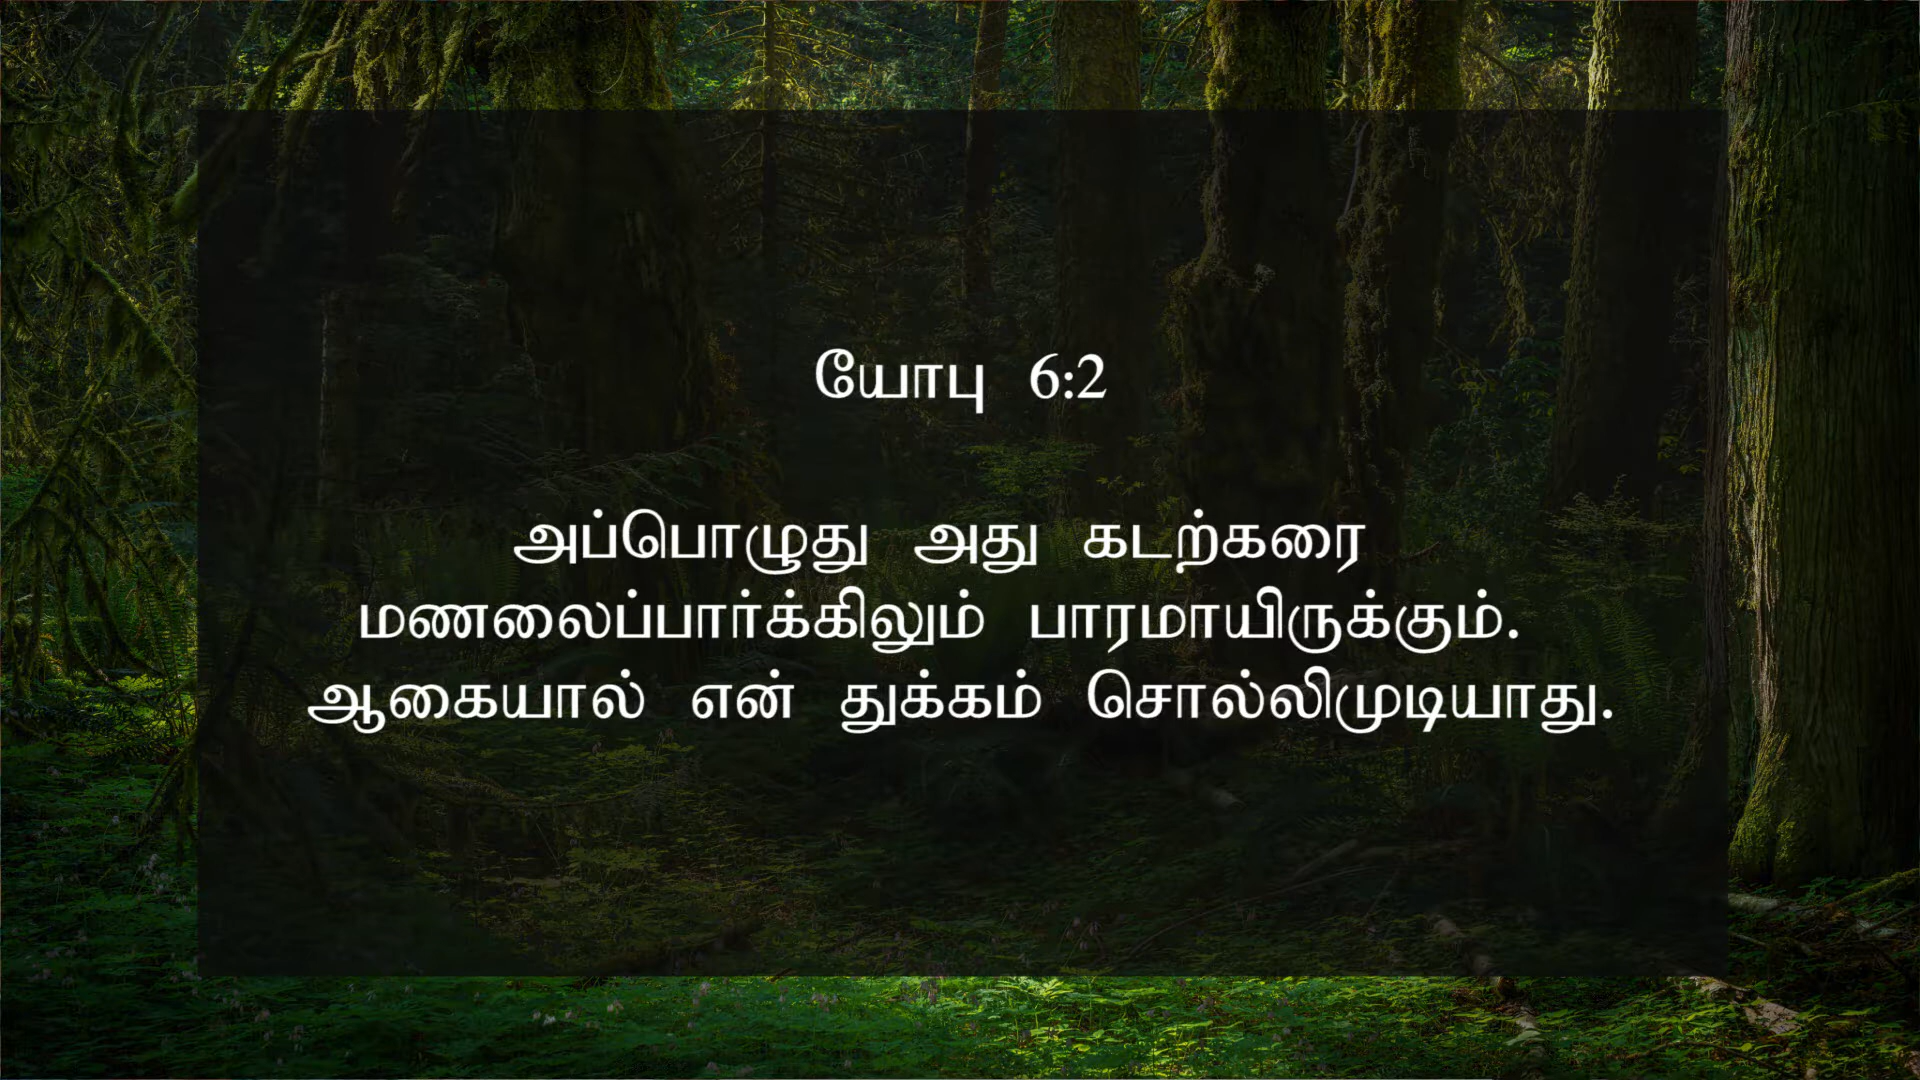 யோபு 6:2
அப்பொழுது அது கடற்கரை
மணலைப்பார்க்கிலும் பாரமாயிருக்கும்.
ஆகையால் என் துக்கம் சொல்லிமுடியாது.